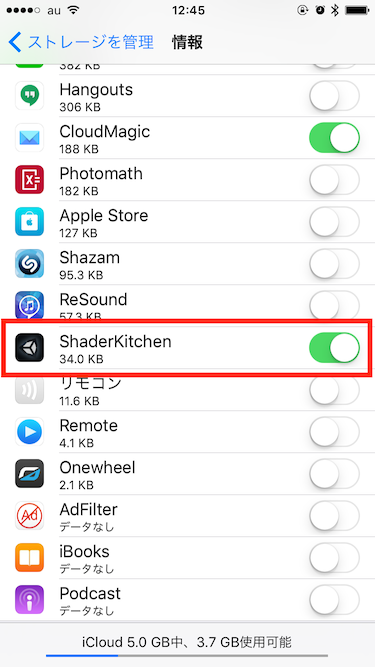 au 12:45
ストレージを管理 情報
382 KB
Hangouts
306 KB
CloudMagic
188 KB
Photomath
182 KB
Apple Store
127 KB
Shazam
95.3 KB
ReSound
57.3 KB
ShaderKitchen
34.0 KB
リモコン
11.6 KB
Remote
4.1 KB
Onewheel
2.1 KB
Ad
AdFilter
データなし
iBooks
データなし
Podcast
データなし
iCloud 5.0 GB中、3.7 GB使用可能